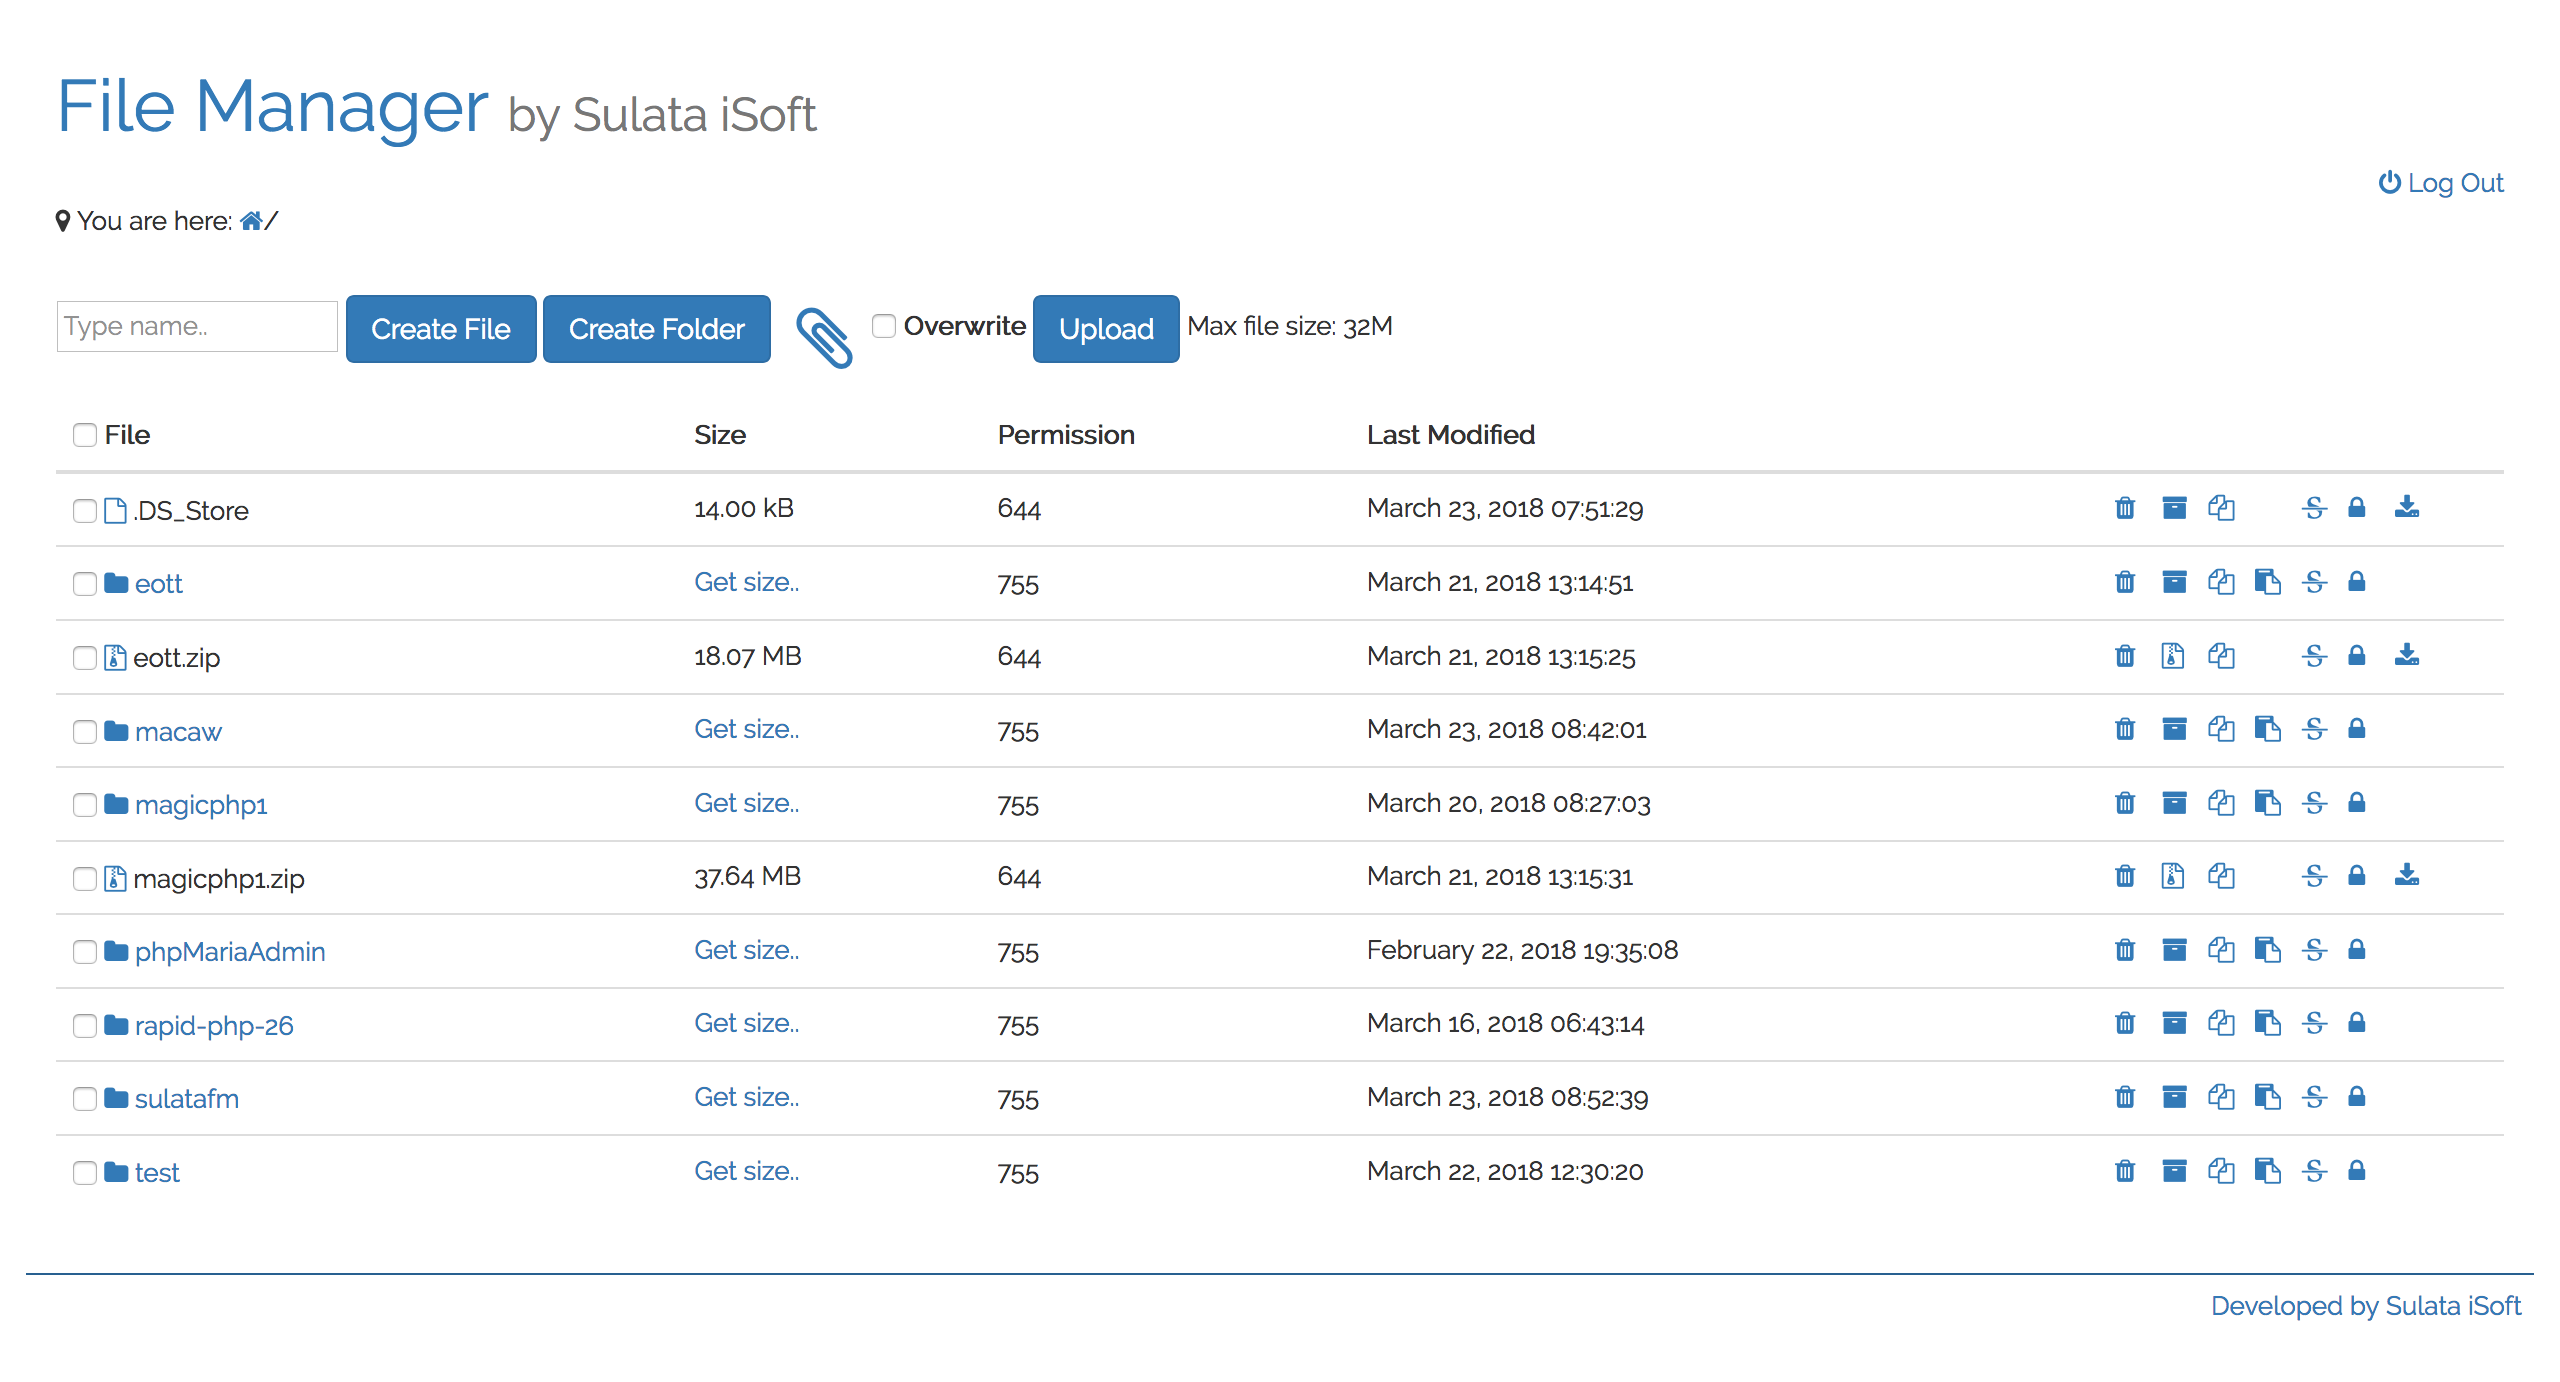 File Manager by Sulata iSoft
Log Out
You are here: /
Type name.. Create File Create Folder Overwrite Upload Max file size: 32M
File Size Permission Last Modified
.DS_Store 14.00 kB 644 March 23, 2018 07:51:29
eott Get size.. 755 March 21, 2018 13:14:51
eott.zip 18.07 MB 644 March 21, 2018 13:15:25
macaw Get size.. 755 March 23, 2018 08:42:01
magicphp1 Get size.. 755 March 20, 2018 08:27:03
magicphp1.zip 37.64 MB 644 March 21, 2018 13:15:31
phpMariaAdmin Get size.. 755 February 22, 2018 19:35:08
rapid-php-26 Get size.. 755 March 16, 2018 06:43:14
sulatafm Get size.. 755 March 23, 2018 08:52:39
test Get size.. 755 March 22, 2018 12:30:20
Developed by Sulata iSoft